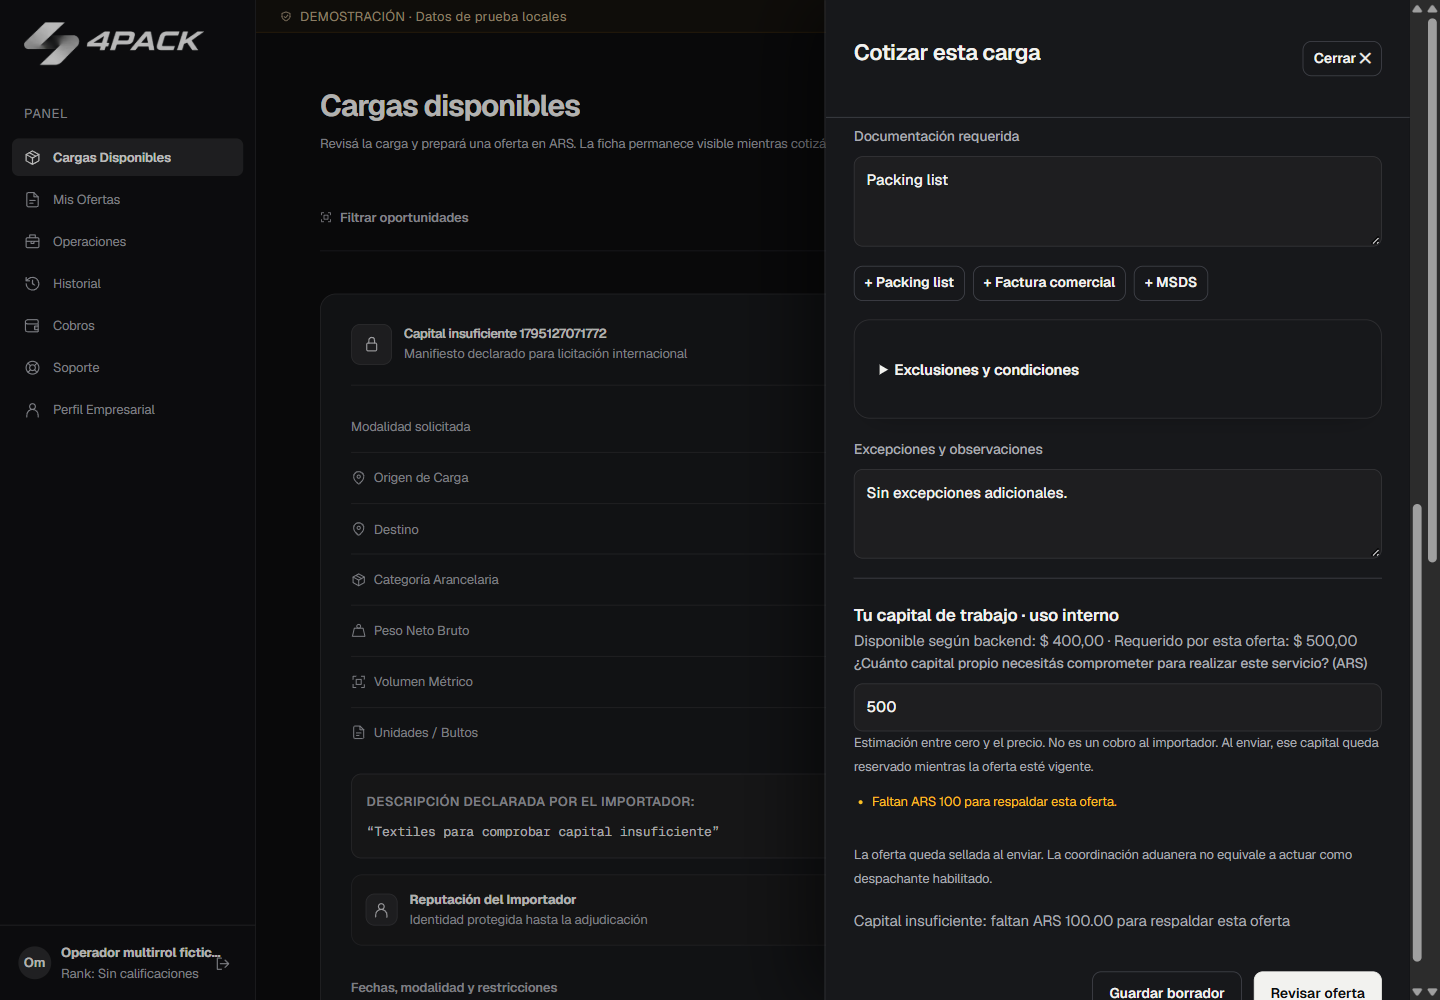 4PACK
PANEL
Cargas Disponibles
Mis Ofertas
Operaciones
Historial
Cobros
Soporte
Perfil Empresarial
Om
Operador multirrol fictic...
Rank: Sin calificaciones
DEMOSTRACIÓN · Datos de prueba locales
Cargas disponibles
Revisá la carga y prepará una oferta en ARS. La ficha permanece visible mientras cotizá
Filtrar oportunidades
Capital insuficiente 1795127071772
Manifiesto declarado para licitación internacional
Modalidad solicitada
Origen de Carga
Destino
Categoría Arancelaria
Peso Neto Bruto
Volumen Métrico
Unidades / Bultos
DESCRIPCIÓN DECLARADA POR EL IMPORTADOR:
“Textiles para comprobar capital insuficiente”
Reputación del Importador
Identidad protegida hasta la adjudicación
Fechas, modalidad y restricciones
Cotizar esta carga
Cerrar
Documentación requerida
Packing list
+ Packing list
+ Factura comercial
+ MSDS
Exclusiones y condiciones
Excepciones y observaciones
Sin excepciones adicionales.
Tu capital de trabajo · uso interno
Disponible según backend: $ 400,00 · Requerido por esta oferta: $ 500,00
¿Cuánto capital propio necesitás comprometer para realizar este servicio? (ARS)
500
Estimación entre cero y el precio. No es un cobro al importador. Al enviar, ese capital queda
reservado mientras la oferta esté vigente.
• Faltan ARS 100 para respaldar esta oferta.
La oferta queda sellada al enviar. La coordinación aduanera no equivale a actuar como
despachante habilitado.
Capital insuficiente: faltan ARS 100.00 para respaldar esta oferta
Guardar borrador
Revisar oferta